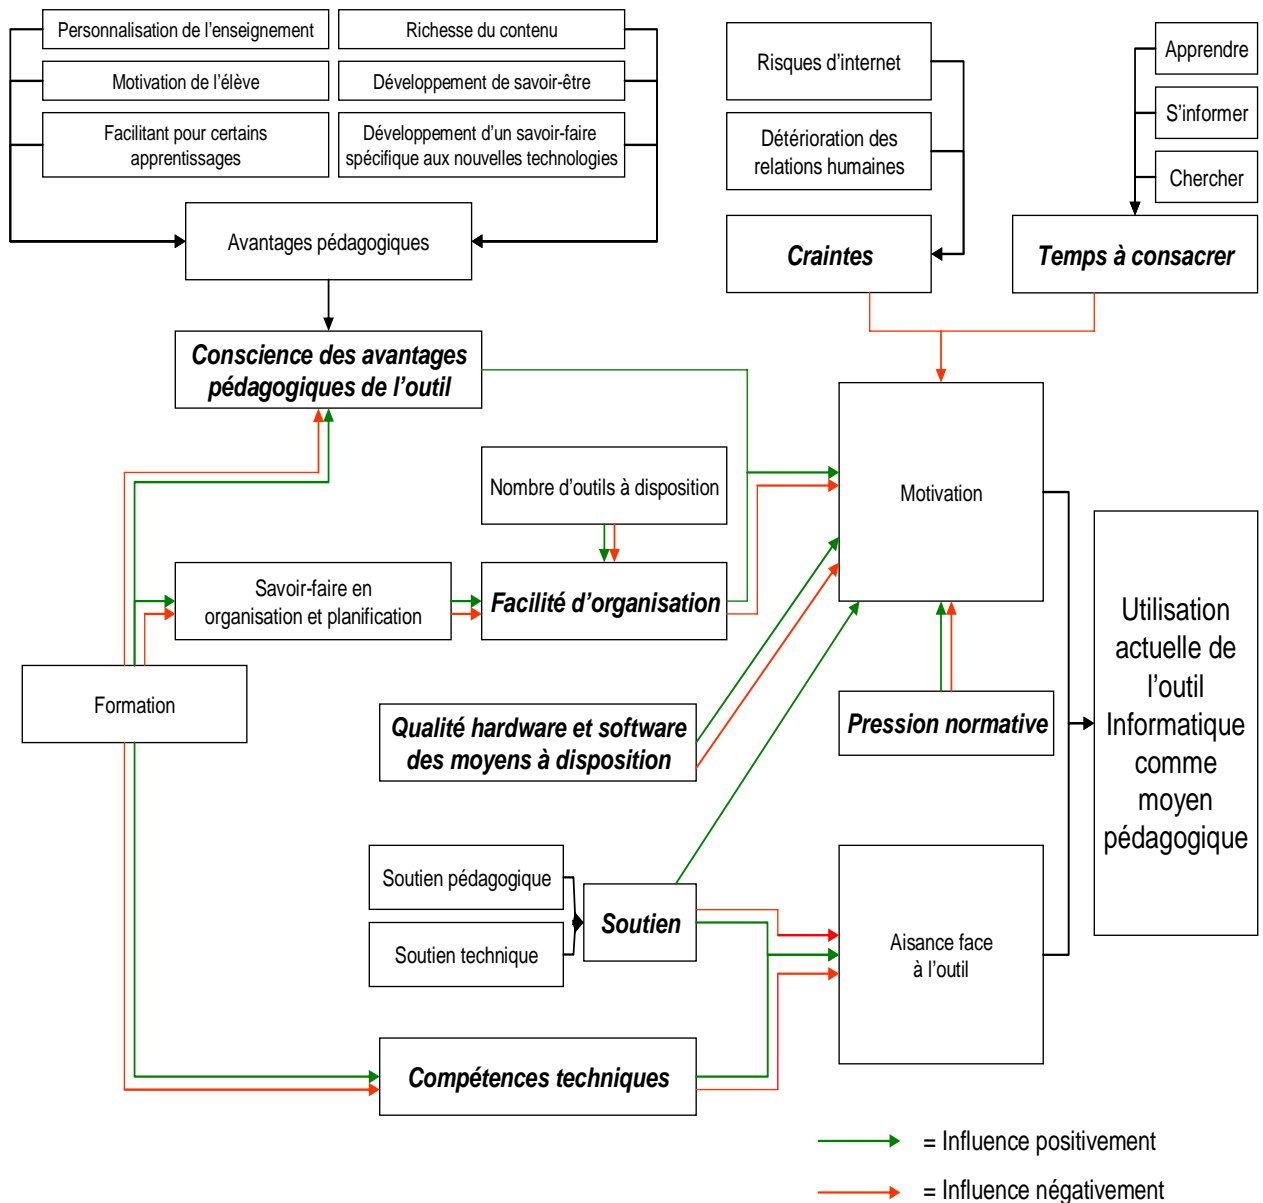 Personnalisation de l'enseignement
Richesse du contenu
Motivation de l'élève
Développement de savoir-être
Facilitant pour certains
apprentissages
Développement d'un savoir-faire
spécifique aux nouvelles technologies
Avantages pédagogiques
Risques d'internet
Détérioration des
relations humaines
Craintes
Apprendre
S'informer
Chercher
Temps à consacrer
Conscience des avantages
pédagogiques de l'outil
Nombre d'outils à disposition
Motivation
Savoir-faire en
organisation et planification
Facilité d'organisation
Formation
Qualité hardware et software
des moyens à disposition
Pression normative
Utilisation
actuelle de
l'outil
Informatique
comme
moyen
pédagogique
Soutien pédagogique
Soutien technique
Soutien
Aisance face
à l'outil
Compétences techniques
= Influence positivement
= Influence négativement